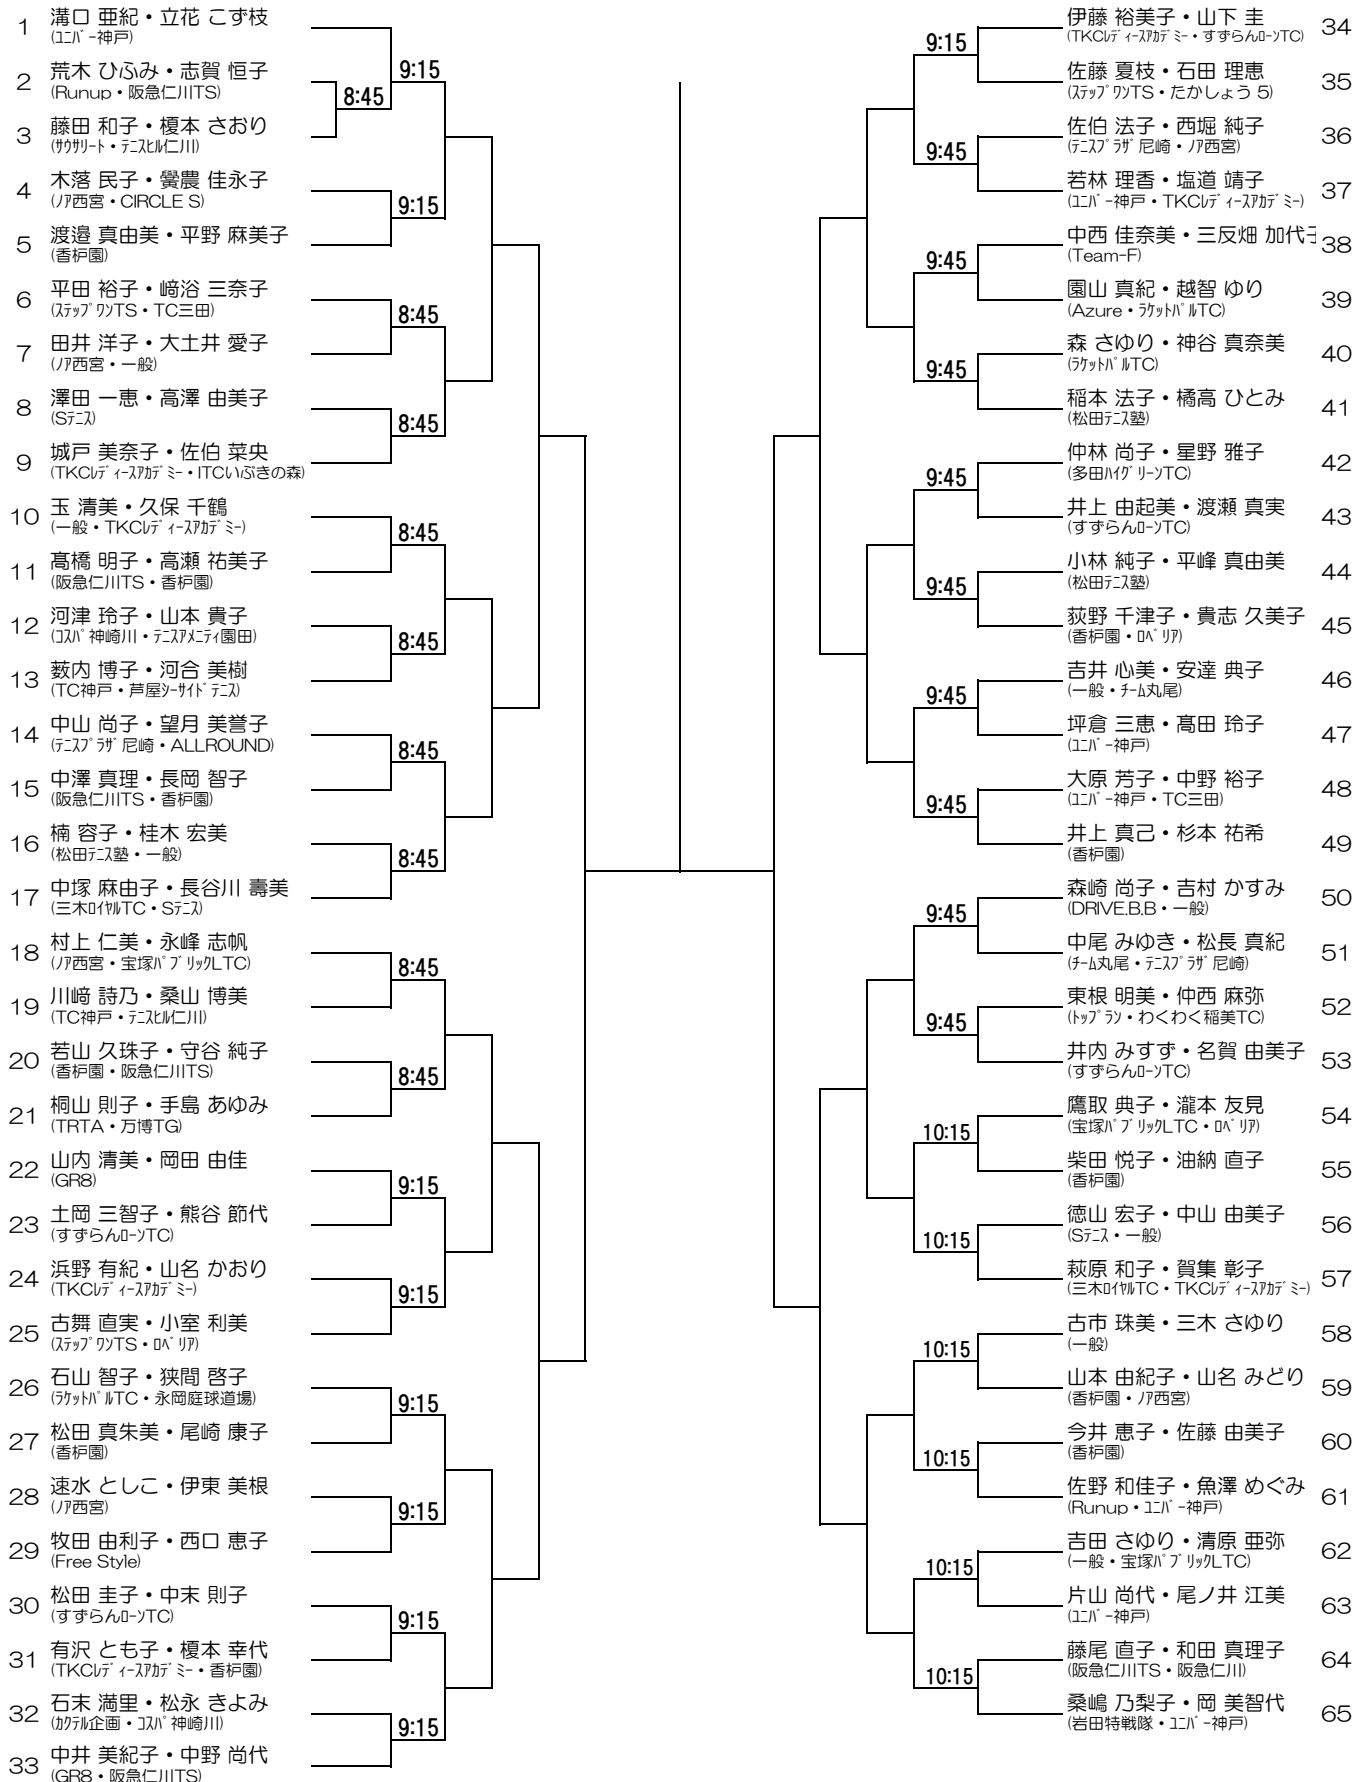 1 溝口 亜紀・立花 こず枝
(ﾕﾆﾊﾞｰ神戸)
2 荒木 ひふみ・志賀 恒子
(Runup・阪急仁川TS)
3 藤田 和子・榎本 さおり
(ｻｳｻﾘｰﾄ・ﾃﾆｽﾋﾙ仁川)
8:45
9:15
4 木落 民子・鸒農 佳永子
(ﾉｱ西宮・CIRCLE S)
5 渡邉 真由美・平野 麻美子
(香枦園)
9:15
6 平田 裕子・﨑浴 三奈子
(ｽﾃｯﾌﾟﾜﾝTS・TC三田)
7 田井 洋子・大土井 愛子
(ﾉｱ西宮・一般)
8:45
8 澤田 一恵・高澤 由美子
(Sﾃﾆｽ)
9 城戸 美奈子・佐伯 菜央
(TKCﾚﾃﾞｨｰｽｱｶﾃﾞﾐｰ・ITCいぶきの森)
8:45
10 玉 清美・久保 千鶴
(一般・TKCﾚﾃﾞｨｰｽｱｶﾃﾞﾐｰ)
11 髙橋 明子・高瀬 祐美子
(阪急仁川TS・香枦園)
8:45
12 河津 玲子・山本 貴子
(ｺｽﾊﾟ神崎川・ﾃﾆｽｱﾒﾆﾃｨ園田)
13 薮内 博子・河合 美樹
(TC神戸・芦屋ｼｰｻｲﾄﾞﾃﾆｽ)
8:45
14 中山 尚子・望月 美誉子
(ﾃﾆｽﾌﾟﾗｻﾞ尼崎・ALLROUND)
15 中澤 真理・長岡 智子
(阪急仁川TS・香枦園)
8:45
16 楠 容子・桂木 宏美
(松田ﾃﾆｽ塾・一般)
17 中塚 麻由子・長谷川 壽美
(三木ﾛｲﾔﾙTC・Sﾃﾆｽ)
8:45
18 村上 仁美・永峰 志帆
(ﾉｱ西宮・宝塚ﾊﾟﾌﾞﾘｯｸLTC)
19 川﨑 詩乃・桑山 博美
(TC神戸・ﾃﾆｽﾋﾙ仁川)
8:45
20 若山 久珠子・守谷 純子
(香枦園・阪急仁川TS)
21 桐山 則子・手島 あゆみ
(TRTA・万博TG)
8:45
22 山内 清美・岡田 由佳
(GR8)
23 土岡 三智子・熊谷 節代
(すずらんﾛｰﾝTC)
9:15
24 浜野 有紀・山名 かおり
(TKCﾚﾃﾞｨｰｽｱｶﾃﾞﾐｰ)
25 古舞 直実・小室 利美
(ｽﾃｯﾌﾟﾜﾝTS・ﾛﾍﾞﾘｱ)
9:15
26 石山 智子・狭間 啓子
(ﾗｹｯﾄﾊﾟﾙTC・永岡庭球道場)
27 松田 真朱美・尾崎 康子
(香枦園)
9:15
28 速水 としこ・伊東 美根
(ﾉｱ西宮)
29 牧田 由利子・西口 恵子
(Free Style)
9:15
30 松田 圭子・中末 則子
(すずらんﾛｰﾝTC)
31 有沢 とも子・榎本 幸代
(TKCﾚﾃﾞｨｰｽｱｶﾃﾞﾐｰ・香枦園)
9:15
32 石末 満里・松永 きよみ
(ｶｸﾃﾙ企画・ｺｽﾊﾟ神崎川)
33 中井 美紀子・中野 尚代
(GR8・阪急仁川TS)
9:15
伊藤 裕美子・山下 圭 34
(TKCﾚﾃﾞｨｰｽｱｶﾃﾞﾐｰ・すずらんﾛｰﾝTC)
佐藤 夏枝・石田 理恵 35
(ｽﾃｯﾌﾟﾜﾝTS・たかしょう 5)
9:15
佐伯 法子・西堀 純子 36
(ﾃﾆｽﾌﾟﾗｻﾞ尼崎・ﾉｱ西宮)
若林 理香・塩道 靖子 37
(ﾕﾆﾊﾞｰ神戸・TKCﾚﾃﾞｨｰｽｱｶﾃﾞﾐｰ)
9:45
中西 佳奈美・三反畑 加代子 38
(Team-F)
園山 真紀・越智 ゆり 39
(Azure・ﾗｹｯﾄﾊﾟﾙTC)
9:45
森 さゆり・神谷 真奈美 40
(ﾗｹｯﾄﾊﾟﾙTC)
稲本 法子・橘高 ひとみ 41
(松田ﾃﾆｽ塾)
9:45
仲林 尚子・星野 雅子 42
(多田ﾊｲｸﾞﾘｰﾝTC)
井上 由起美・渡瀬 真実 43
(すずらんﾛｰﾝTC)
9:45
小林 純子・平峰 真由美 44
(松田ﾃﾆｽ塾)
荻野 千津子・貴志 久美子 45
(香枦園・ﾛﾍﾞﾘｱ)
9:45
吉井 心美・安達 典子 46
(一般・ﾁｰﾑ丸尾)
坪倉 三恵・髙田 玲子 47
(ﾕﾆﾊﾞｰ神戸)
9:45
大原 芳子・中野 裕子 48
(ﾕﾆﾊﾞｰ神戸・TC三田)
井上 真己・杉本 祐希 49
(香枦園)
9:45
森崎 尚子・吉村 かすみ 50
(DRIVE.B.B・一般)
中尾 みゆき・松長 真紀 51
(ﾁｰﾑ丸尾・ﾃﾆｽﾌﾟﾗｻﾞ尼崎)
9:45
東根 明美・仲西 麻弥 52
(ﾄｯﾌﾟﾗﾝ・わくわく稲美TC)
井内 みすず・名賀 由美子 53
(すずらんﾛｰﾝTC)
9:45
鷹取 典子・瀧本 友見 54
(宝塚ﾊﾟﾌﾞﾘｯｸLTC・ﾛﾍﾞﾘｱ)
柴田 悦子・油納 直子 55
(香枦園)
10:15
徳山 宏子・中山 由美子 56
(Sﾃﾆｽ・一般)
萩原 和子・賀集 彰子 57
(三木ﾛｲﾔﾙTC・TKCﾚﾃﾞｨｰｽｱｶﾃﾞﾐｰ)
10:15
古市 珠美・三木 さゆり 58
(一般)
山本 由紀子・山名 みどり 59
(香枦園・ﾉｱ西宮)
10:15
今井 恵子・佐藤 由美子 60
(香枦園)
佐野 和佳子・魚澤 めぐみ 61
(Runup・ﾕﾆﾊﾞｰ神戸)
10:15
吉田 さゆり・清原 亜弥 62
(一般・宝塚ﾊﾟﾌﾞﾘｯｸLTC)
片山 尚代・尾ノ井 江美 63
(ﾕﾆﾊﾞｰ神戸)
10:15
藤尾 直子・和田 真理子 64
(阪急仁川TS・阪急仁川)
桑嶋 乃梨子・岡 美智代 65
(岩田特戦隊・ﾕﾆﾊﾞｰ神戸)
10:15